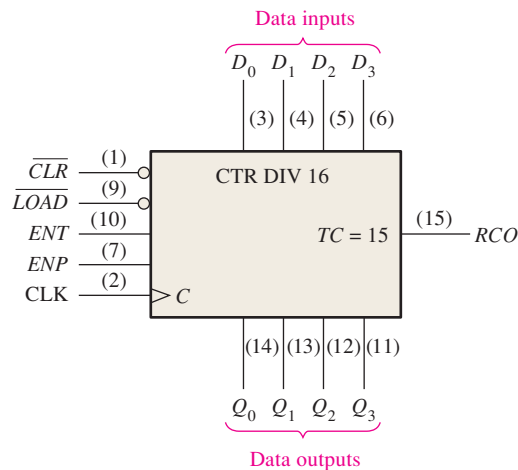 Data inputs
D0 D1 D2 D3
(3) (4) (5) (6)
CLR (1)
LOAD (9)
ENT (10)
ENP (7)
CLK (2)
C
CTR DIV 16
TC = 15
(15) RCO
(14) (13) (12) (11)
Q0 Q1 Q2 Q3
Data outputs